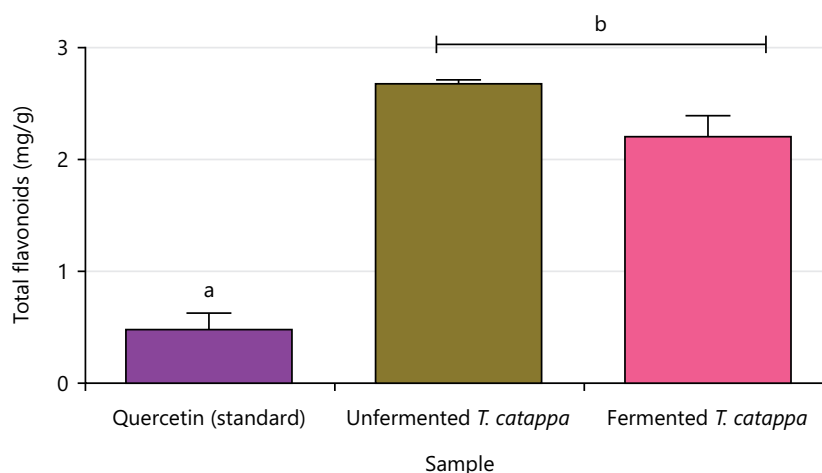 b
3
2
1
0
Total flavonoids (mg/g)
a
Quercetin (standard)
Unfermented T. catappa
Fermented T. catappa
Sample